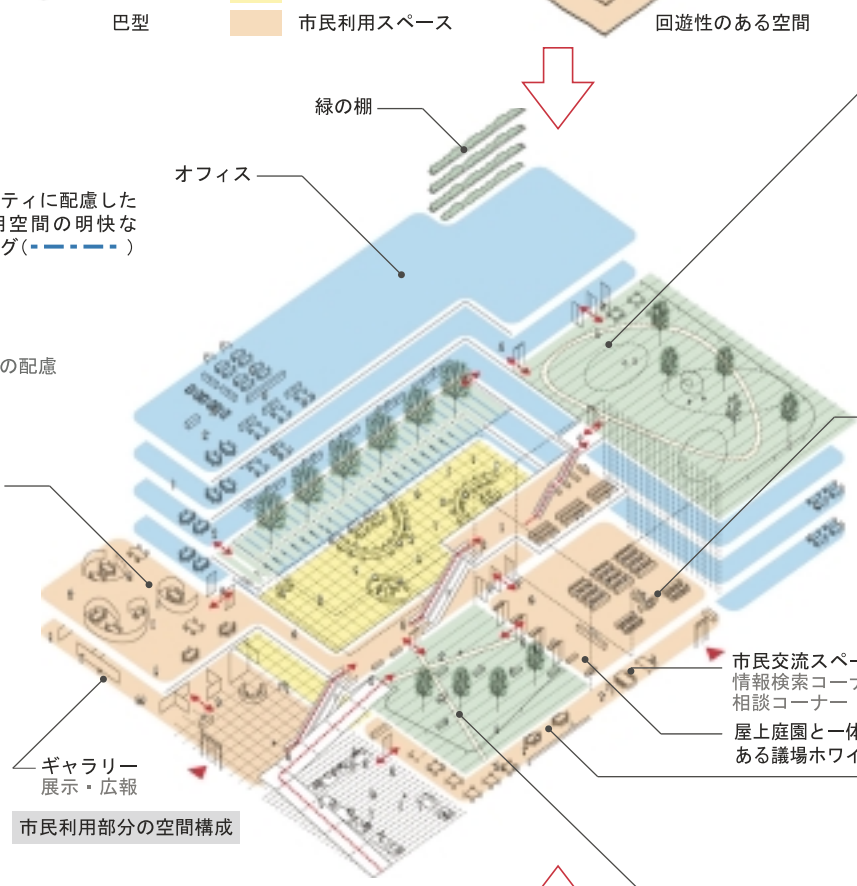 巴型
市民利用スペース
回遊性のある空間
緑の棚
オフィス
ティに配慮した
用空間の明快な
グ( )
の配慮
市民交流スペー
情報検索コーナ
相談コーナー
屋上庭園と一体
ある議場ホワイ
ギャラリー
展示・広報
市民利用部分の空間構成